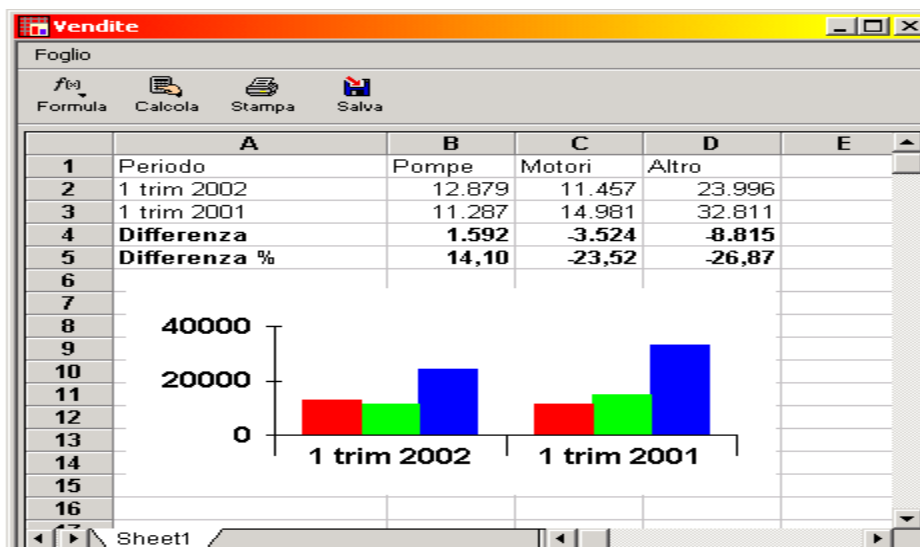 Vendite
Foglio
f(x)
Formula Calcola Stampa Salva
A B C D E
1 Periodo Pompe Motori Altro
2 1 trim 2002 12.879 11.457 23.996
3 1 trim 2001 11.287 14.981 32.811
4 Differenza 1.592 -3.524 -8.815
5 Differenza % 14,10 -23,52 -26,87
6
7
8
9
10
11
12
13
14
15
16
17
40000
20000
0
1 trim 2002 1 trim 2001
Sheet1